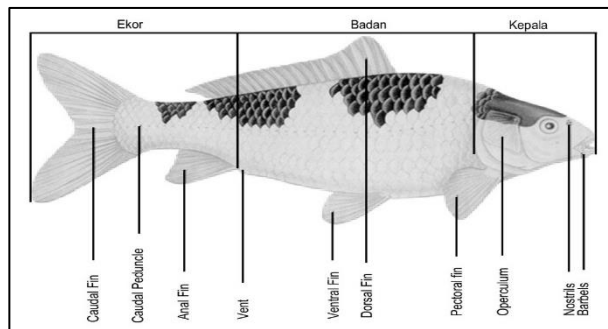 Ekor
Badan
Kepala
Caudal Fin
Caudal Peduncle
Anal Fin
Vent
Ventral Fin
Dorsal Fin
Pectoral fin
Operculum
Nostrils
Barbels